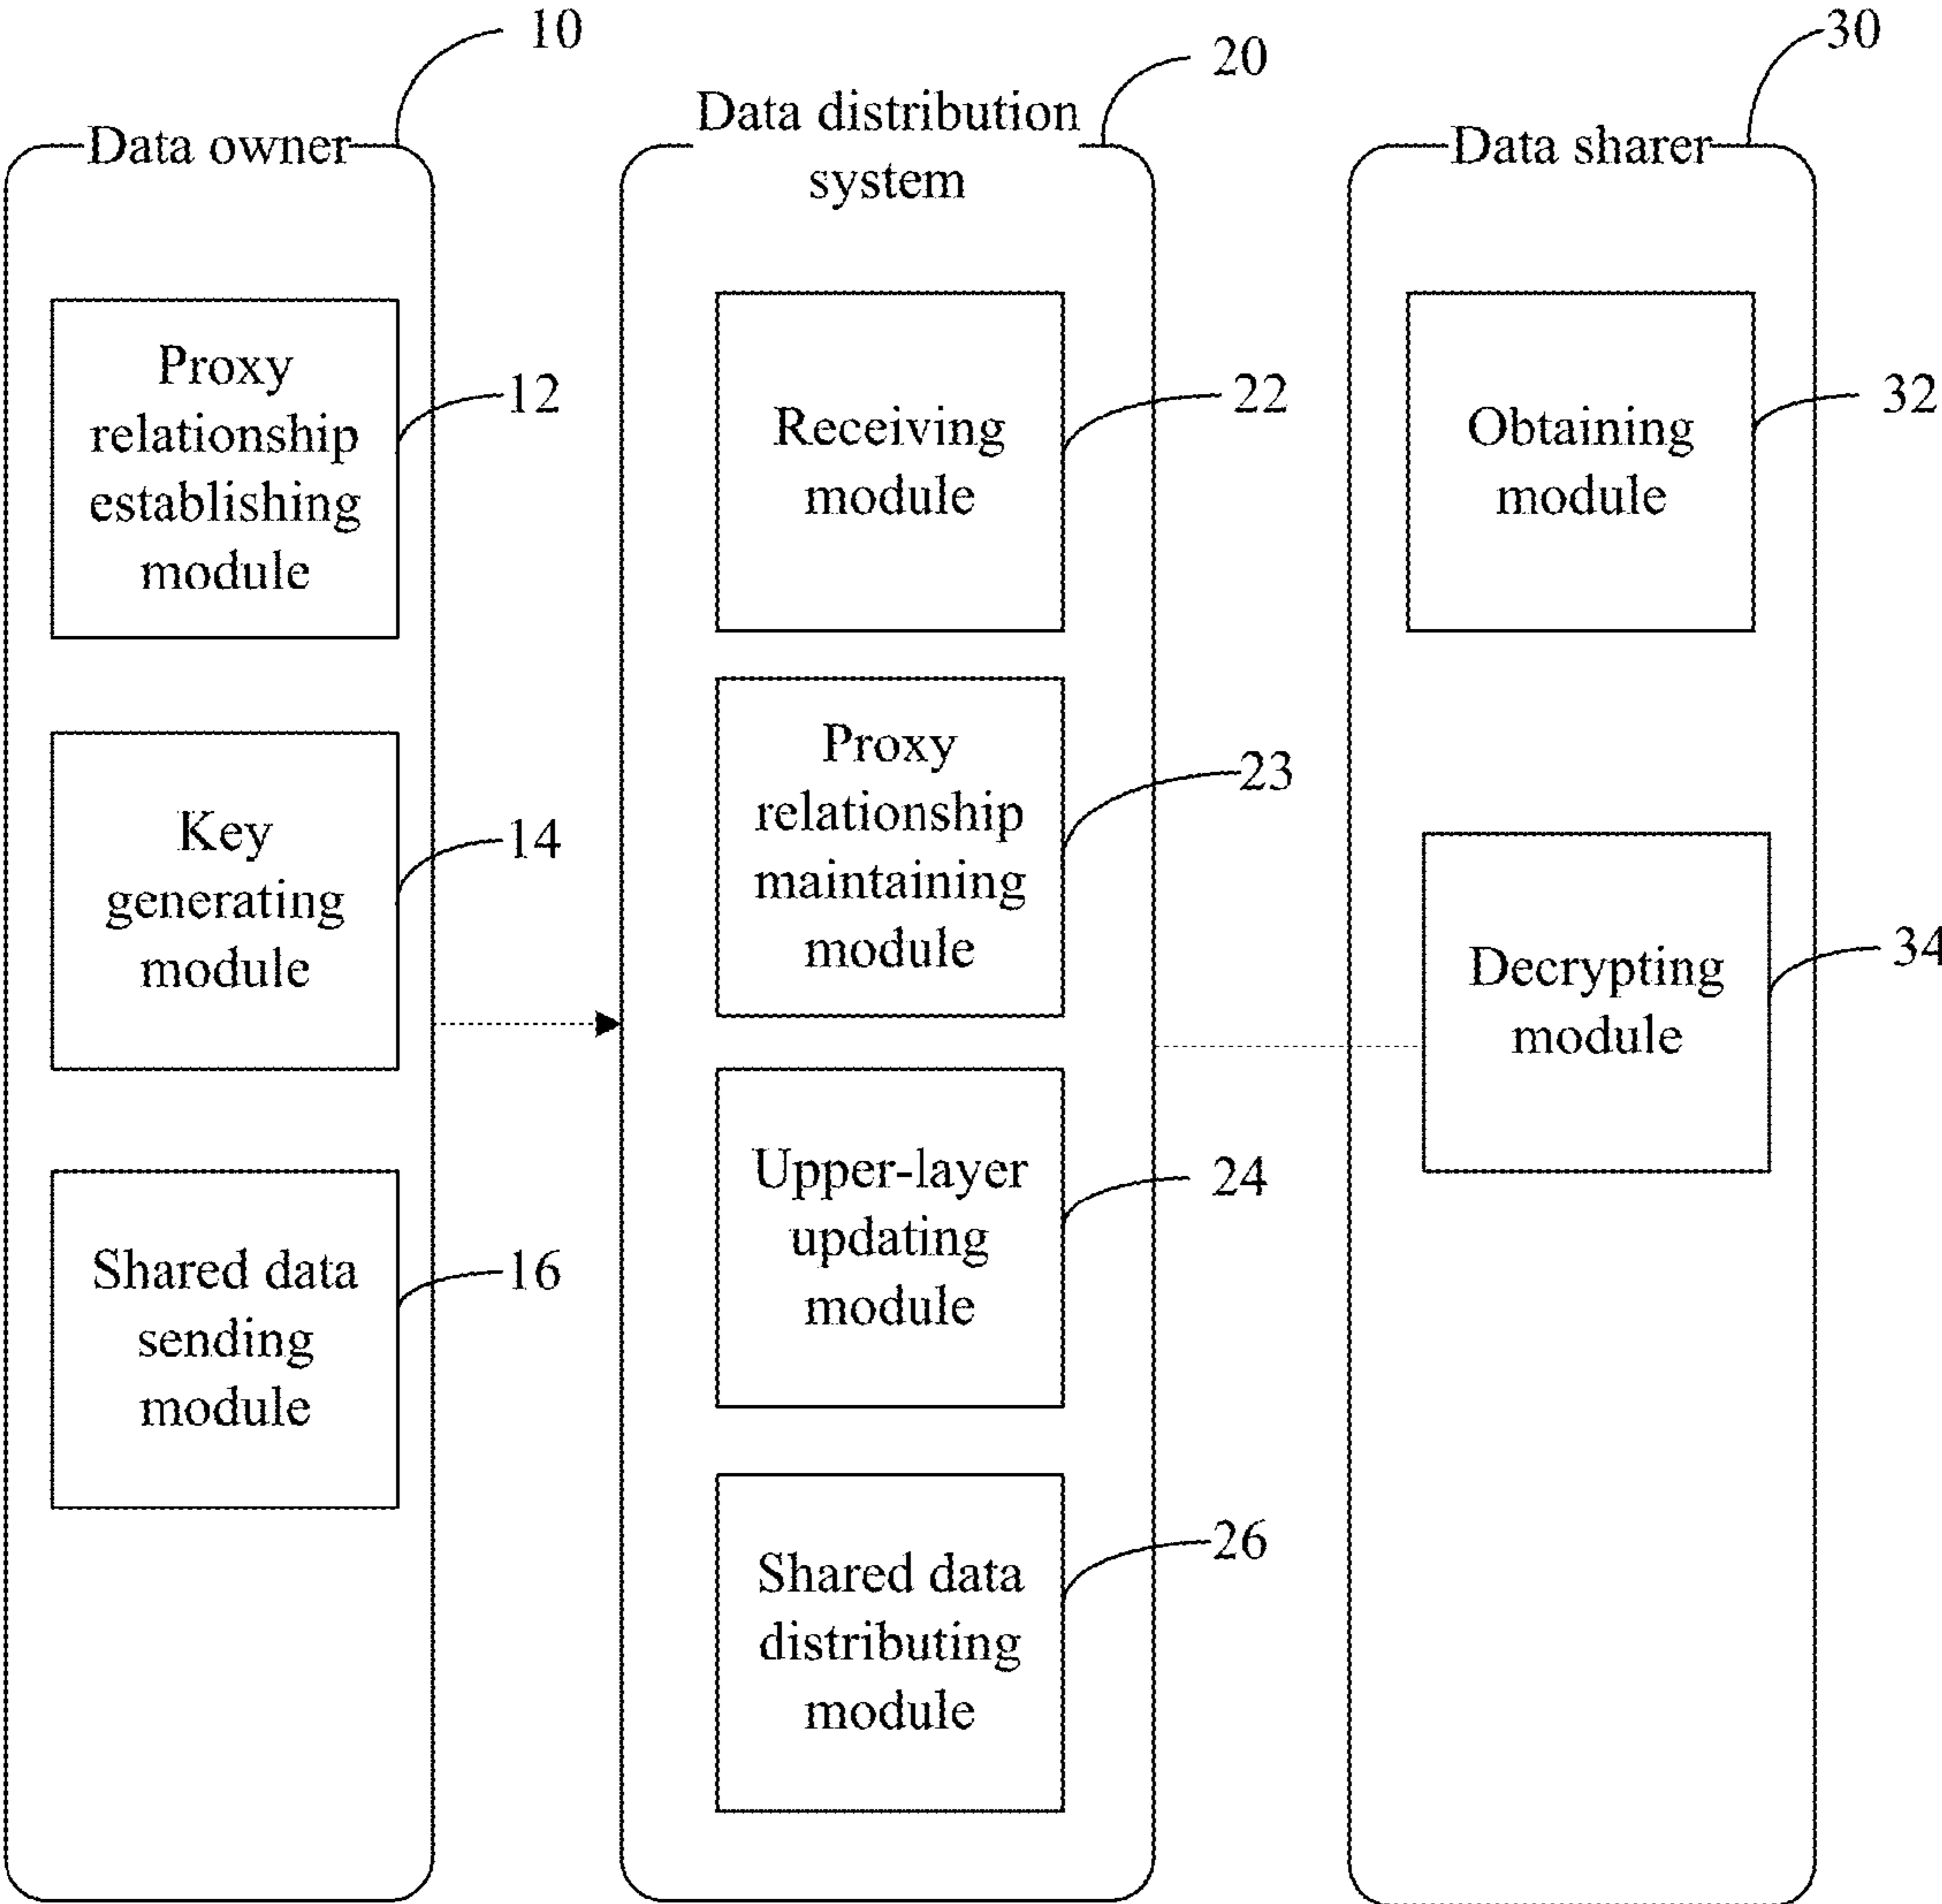 10
Data owner
Proxy
relationship
establishing
module
12
Key
generating
module
14
Shared data
sending
module
16
20
Data distribution
system
Receiving
module
22
Proxy
relationship
maintaining
module
23
Upper-layer
updating
module
24
Shared data
distributing
module
26
30
Data sharer
Obtaining
module
32
Decrypting
module
34